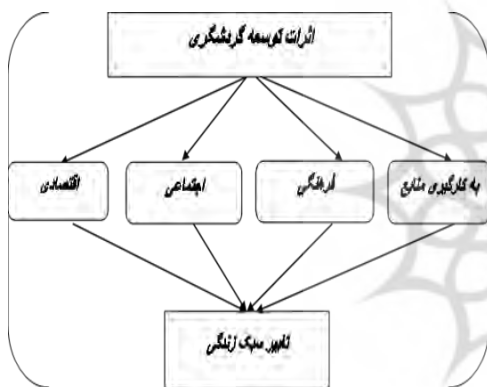 اثرات توسعه گردشگری
به کارگیری منابع
فرهنگی
اجتماعی
اقتصادی
تغییر سبک زندگی